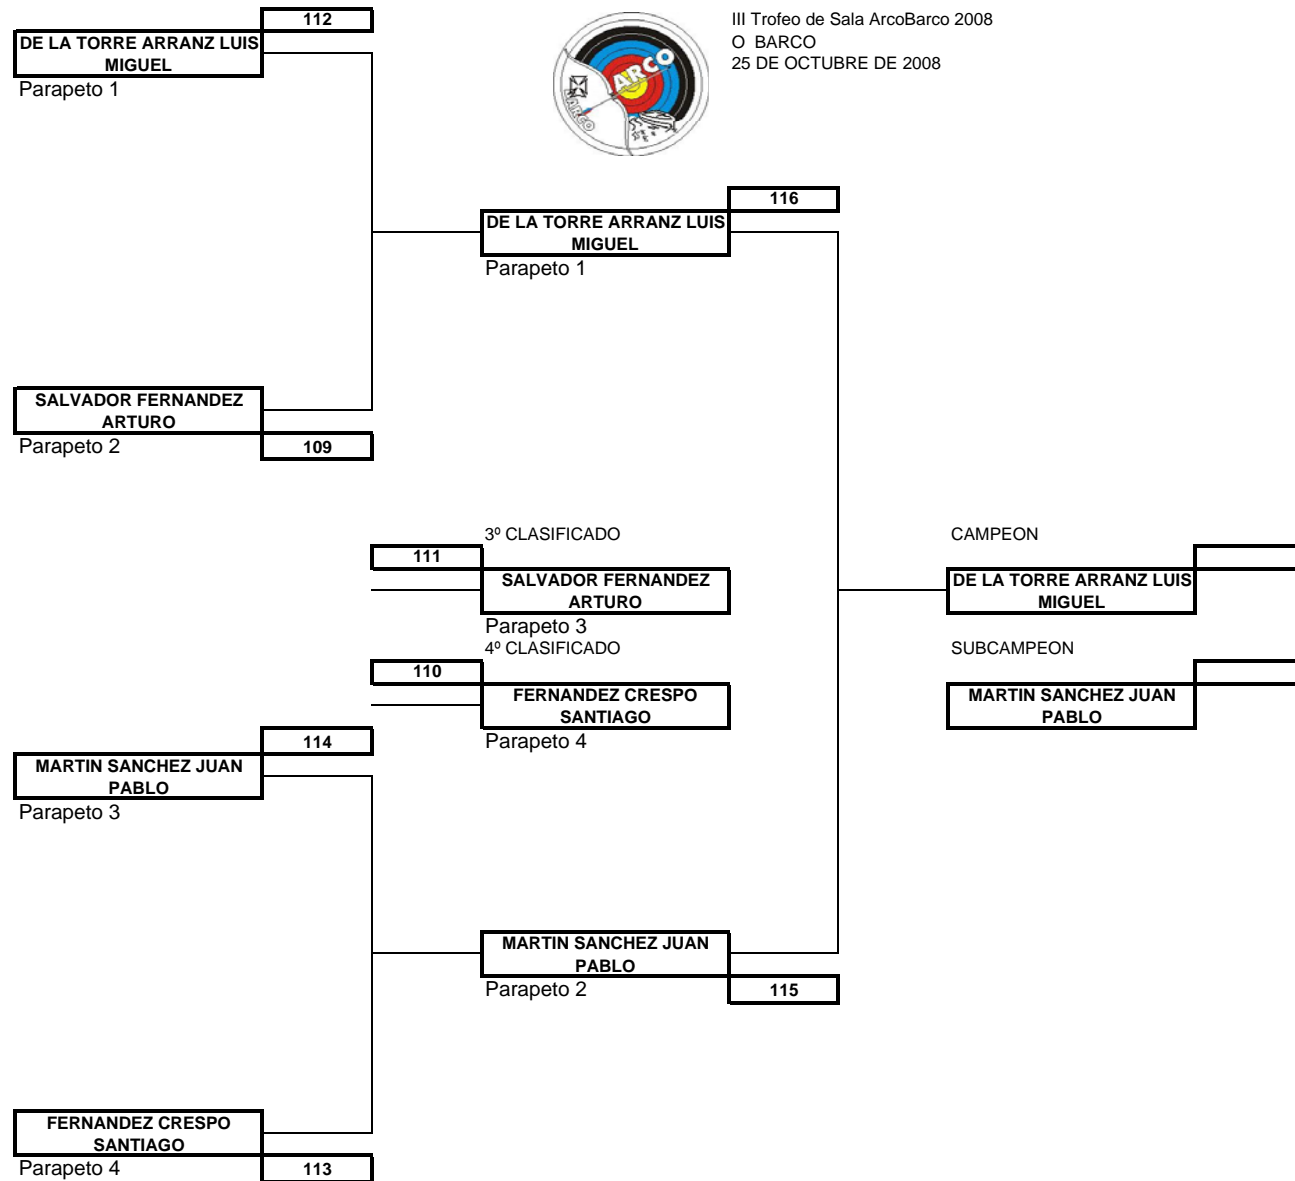 112
DE LA TORRE ARRANZ LUIS
MIGUEL
Parapeto 1
ARCO
BARCO
III Trofeo de Sala ArcoBarco 2008
O BARCO
25 DE OCTUBRE DE 2008
116
DE LA TORRE ARRANZ LUIS
MIGUEL
Parapeto 1
SALVADOR FERNANDEZ
ARTURO
Parapeto 2
109
3º CLASIFICADO
111
SALVADOR FERNANDEZ
ARTURO
Parapeto 3
4º CLASIFICADO
110
FERNANDEZ CRESPO
SANTIAGO
Parapeto 4
CAMPEON
DE LA TORRE ARRANZ LUIS
MIGUEL
SUBCAMPEON
MARTIN SANCHEZ JUAN
PABLO
114
MARTIN SANCHEZ JUAN
PABLO
Parapeto 3
MARTIN SANCHEZ JUAN
PABLO
Parapeto 2
115
FERNANDEZ CRESPO
SANTIAGO
Parapeto 4
113